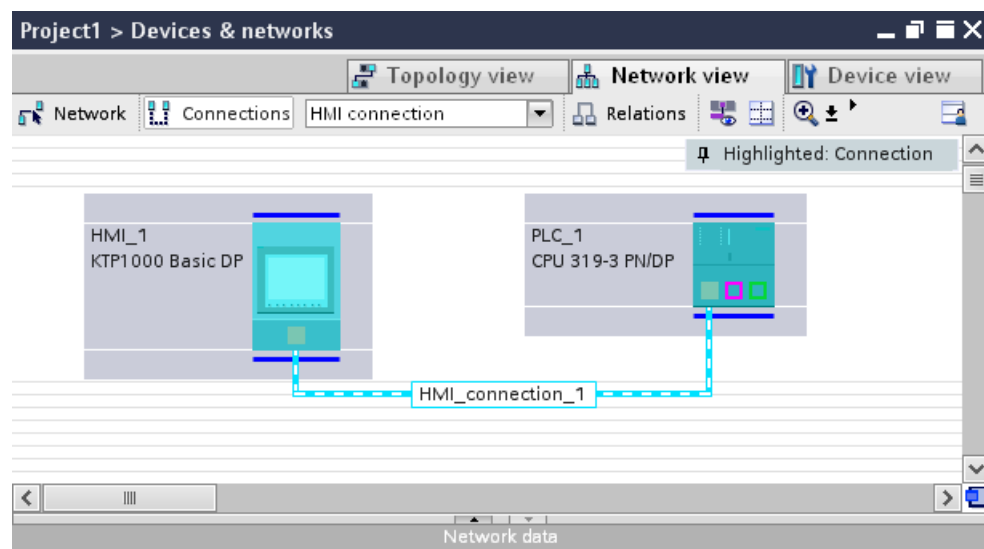 Project1 > Devices & networks
Topology view
Network view
Device view
Network
Connections
HMI connection
Relations
Highlighted: Connection
HMI_1
KTP1000 Basic DP
PLC_1
CPU 319-3 PN/DP
HMI_connection_1
Network data